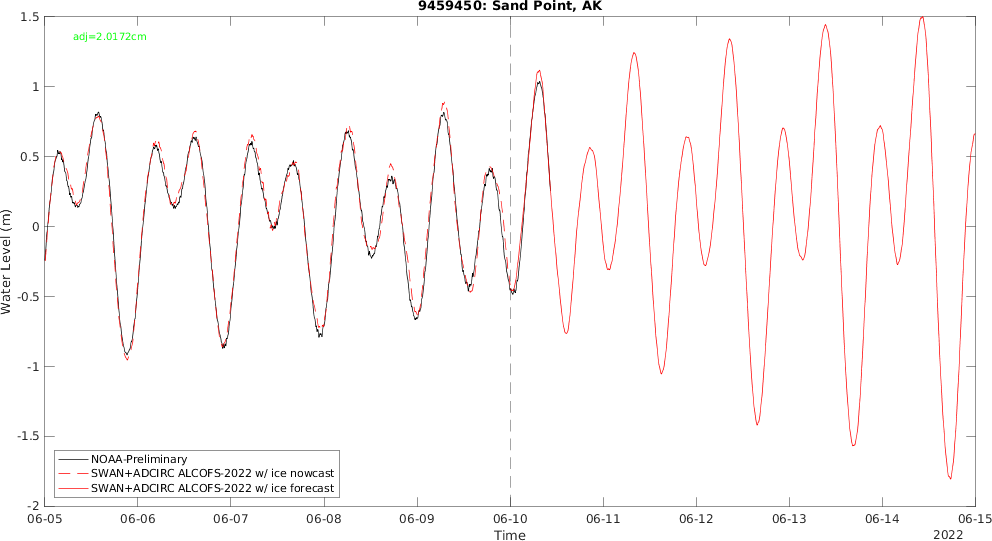 9459450: Sand Point, AK
adj=2.0172cm
1.5
1
0.5
0
-0.5
-1
-1.5
-2
Water Level (m)
NOAA-Preliminary
SWAN+ADCIRC ALCOFS-2022 w/ ice nowcast
SWAN+ADCIRC ALCOFS-2022 w/ ice forecast
06-05 06-06 06-07 06-08 06-09 06-10 06-11 06-12 06-13 06-14 06-15
Time
2022